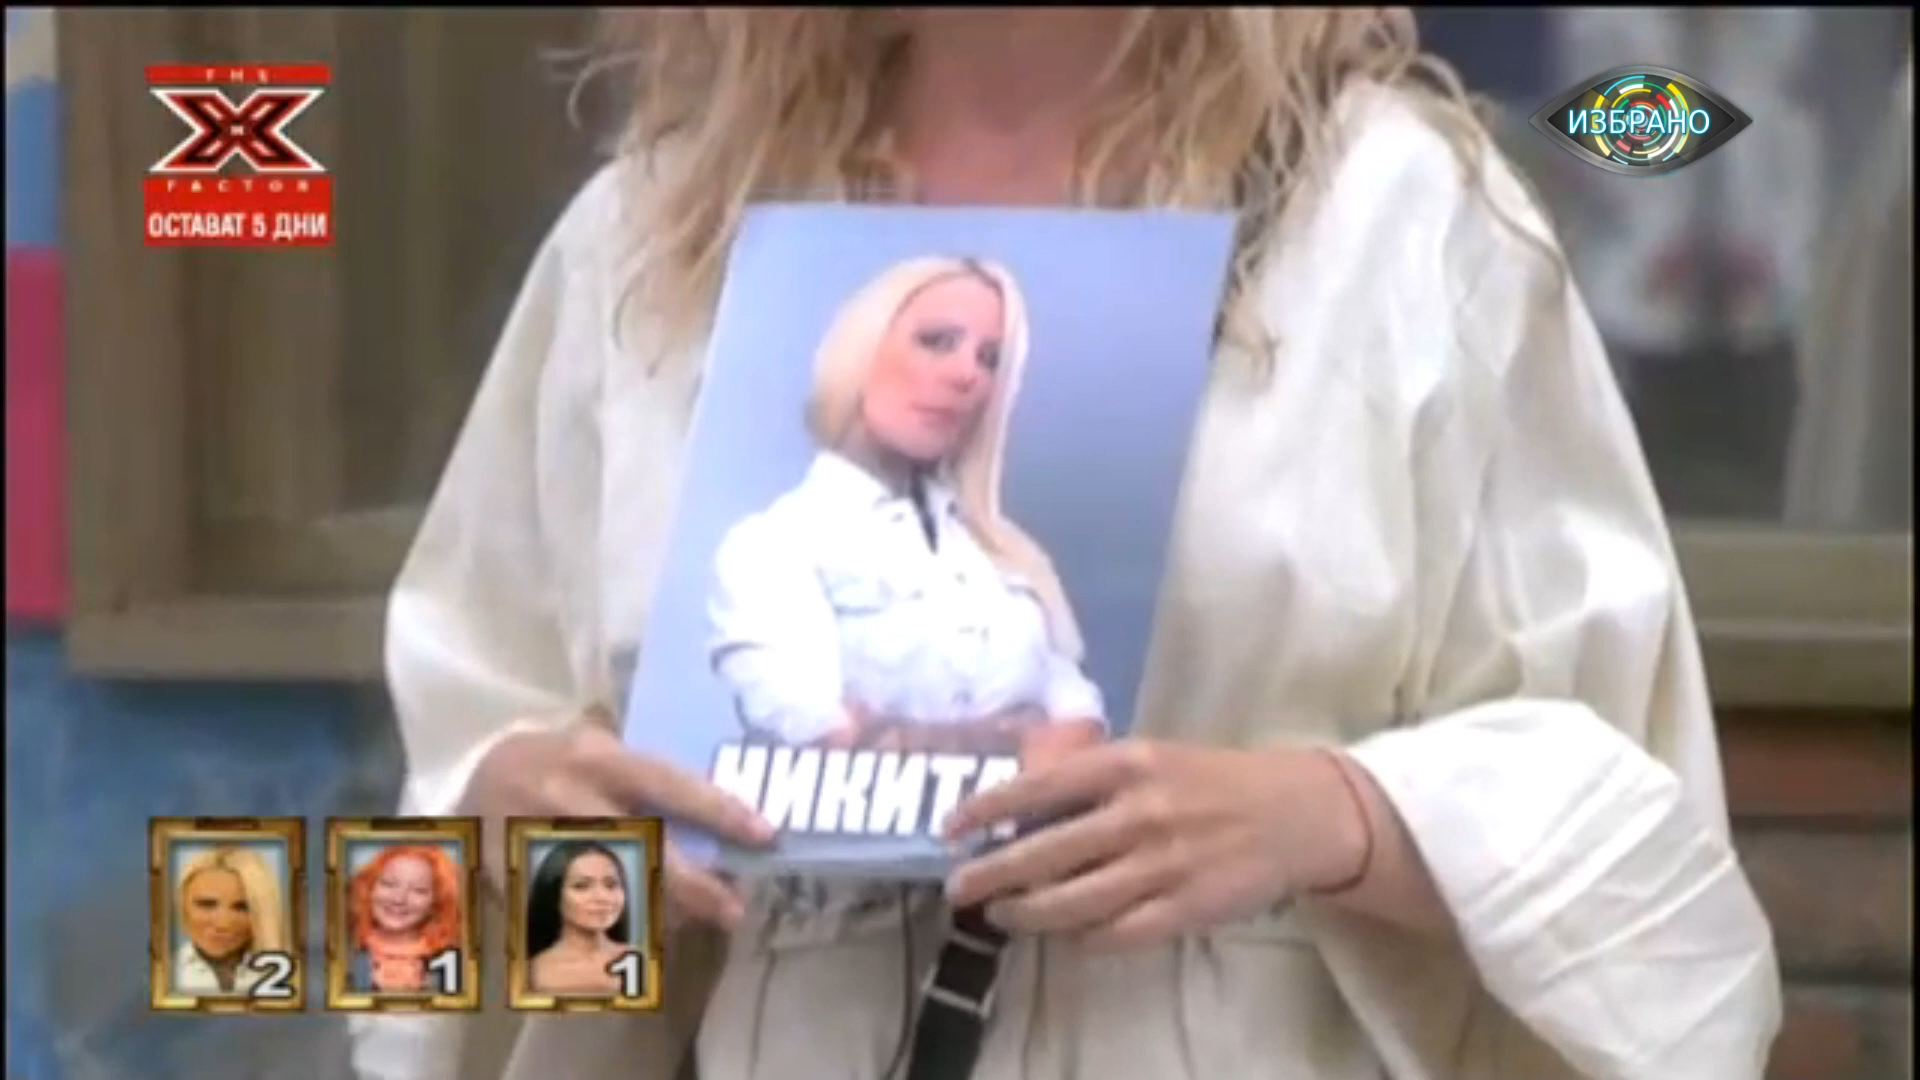 THE
X
FACTOR
ОСТАВАТ 5 ДНИ
ИЗБРАНО
НИКИТА
2
1
1